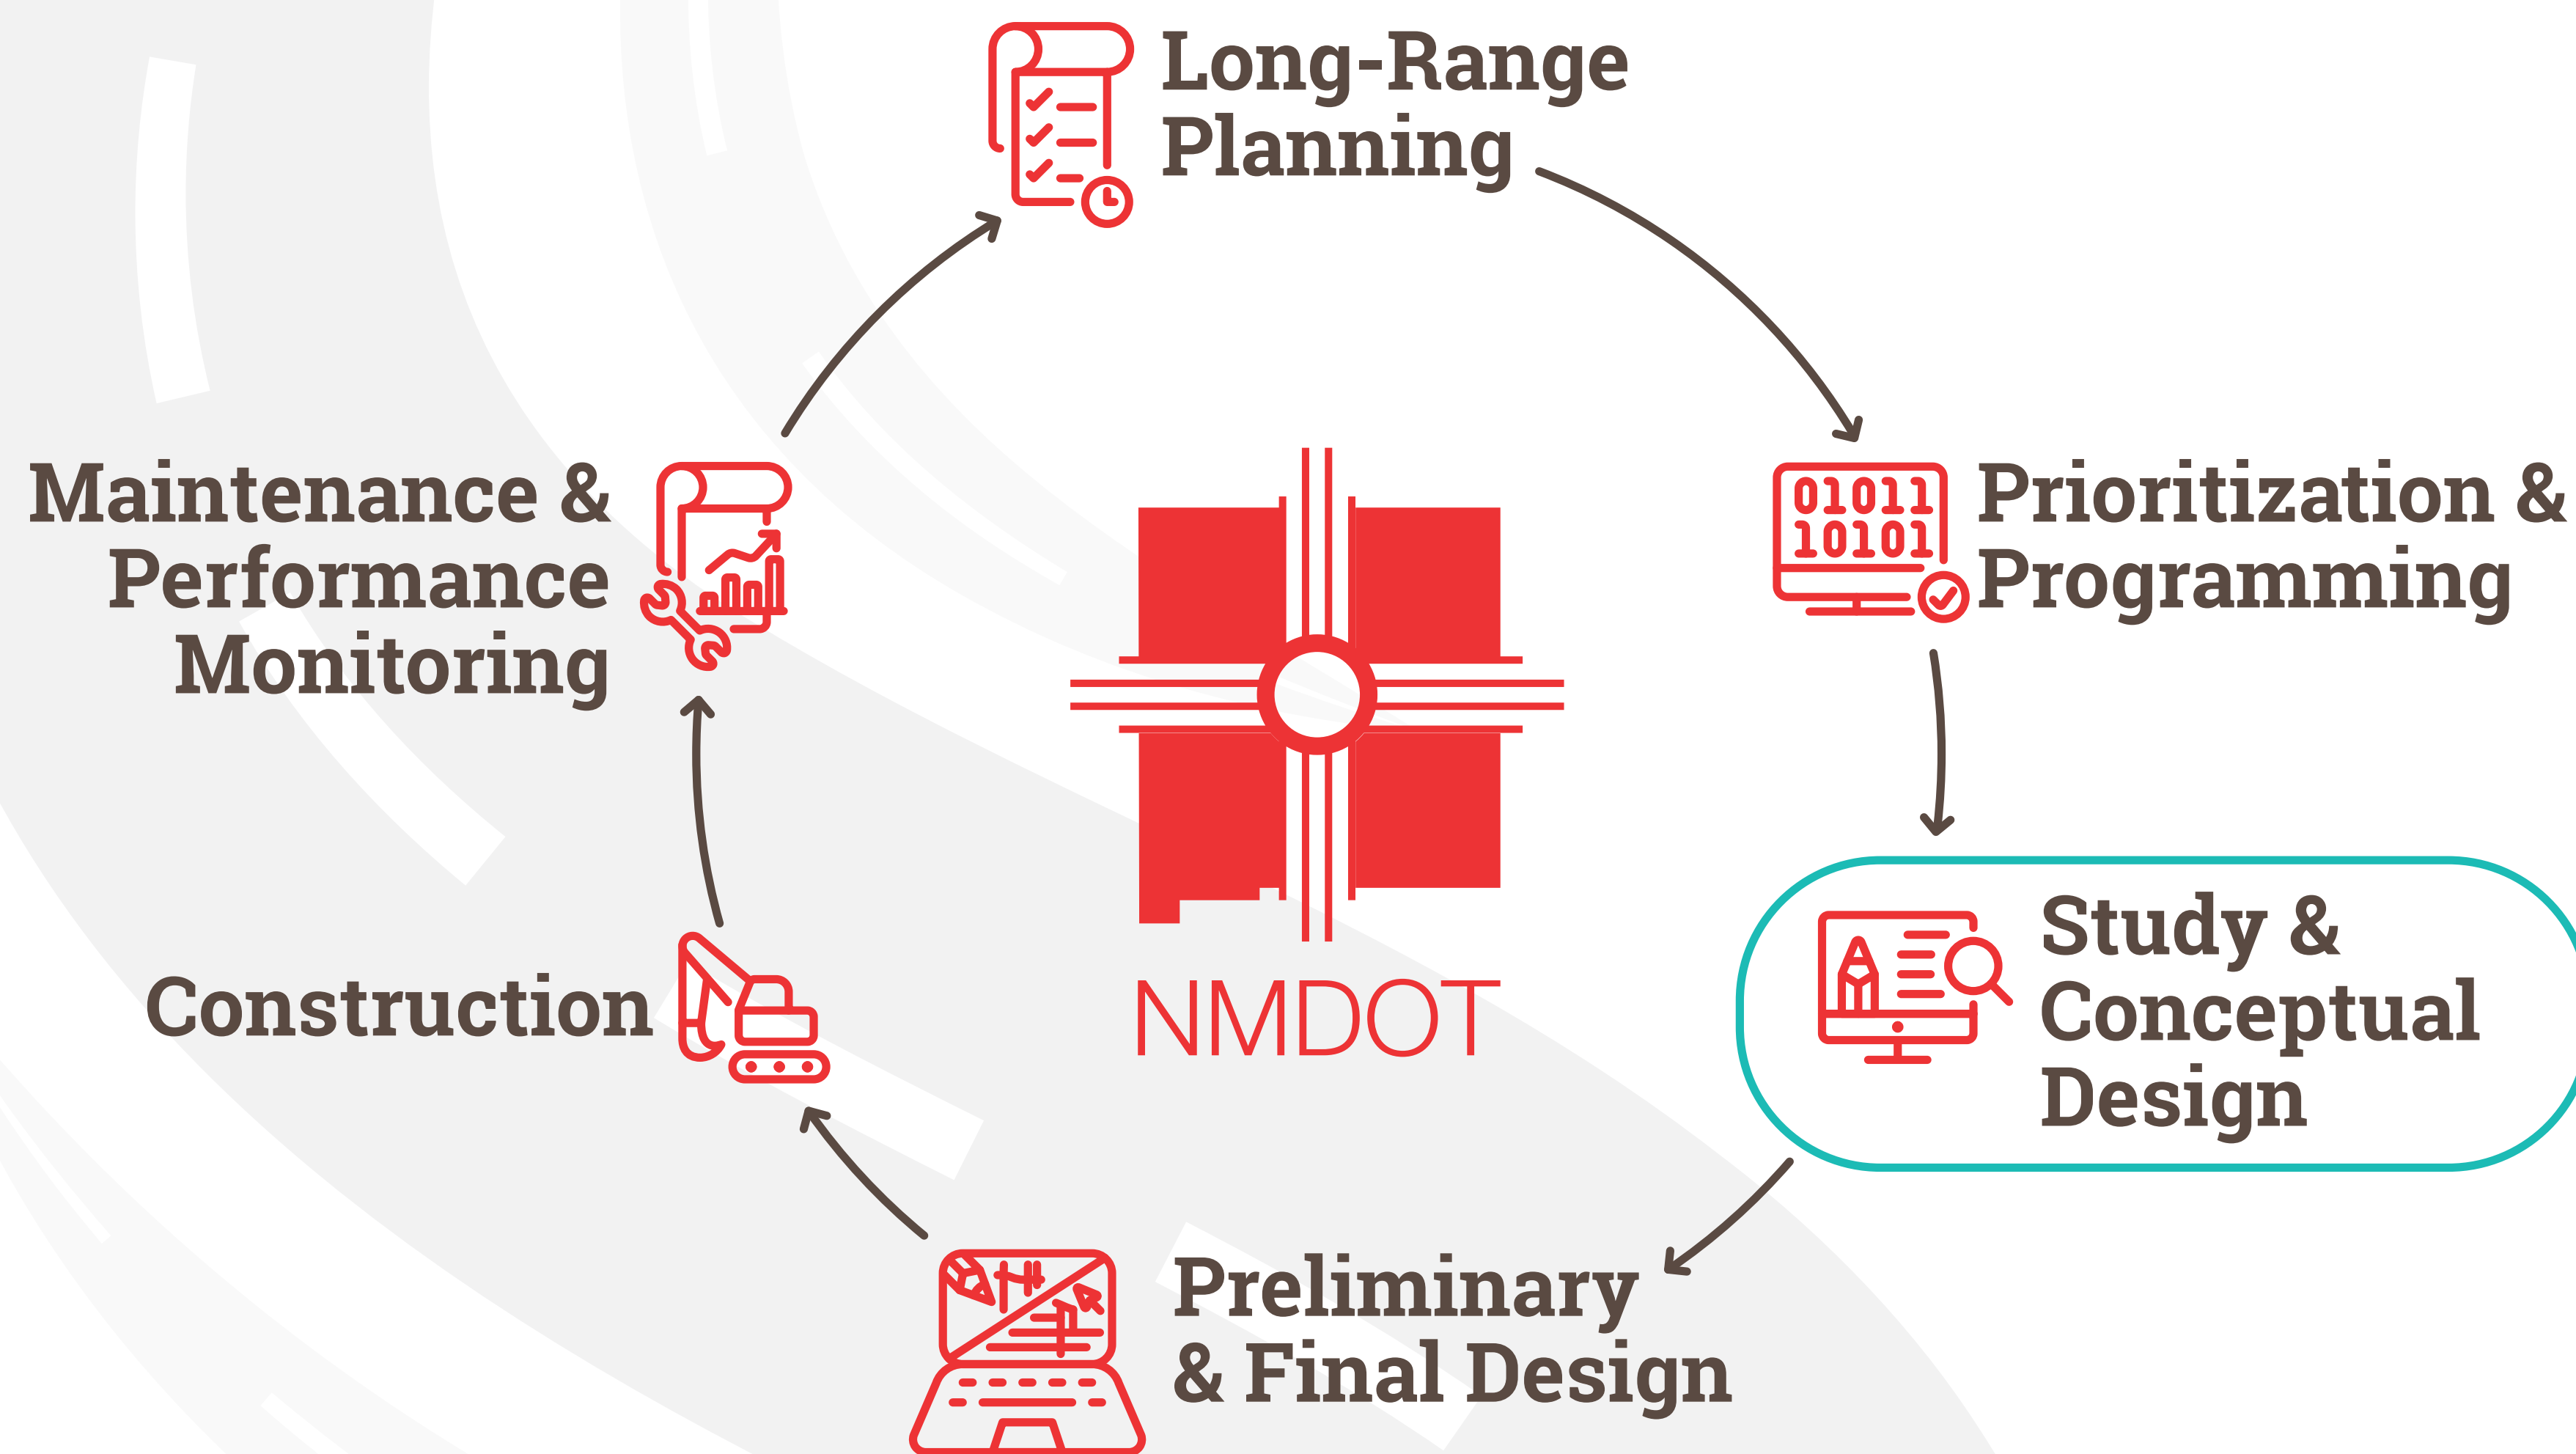 Long-Range
Planning
Prioritization &
Programming
01011
10101
Study &
Conceptual
Design
Preliminary
& Final Design
Construction
Maintenance &
Performance
Monitoring
NMDOT